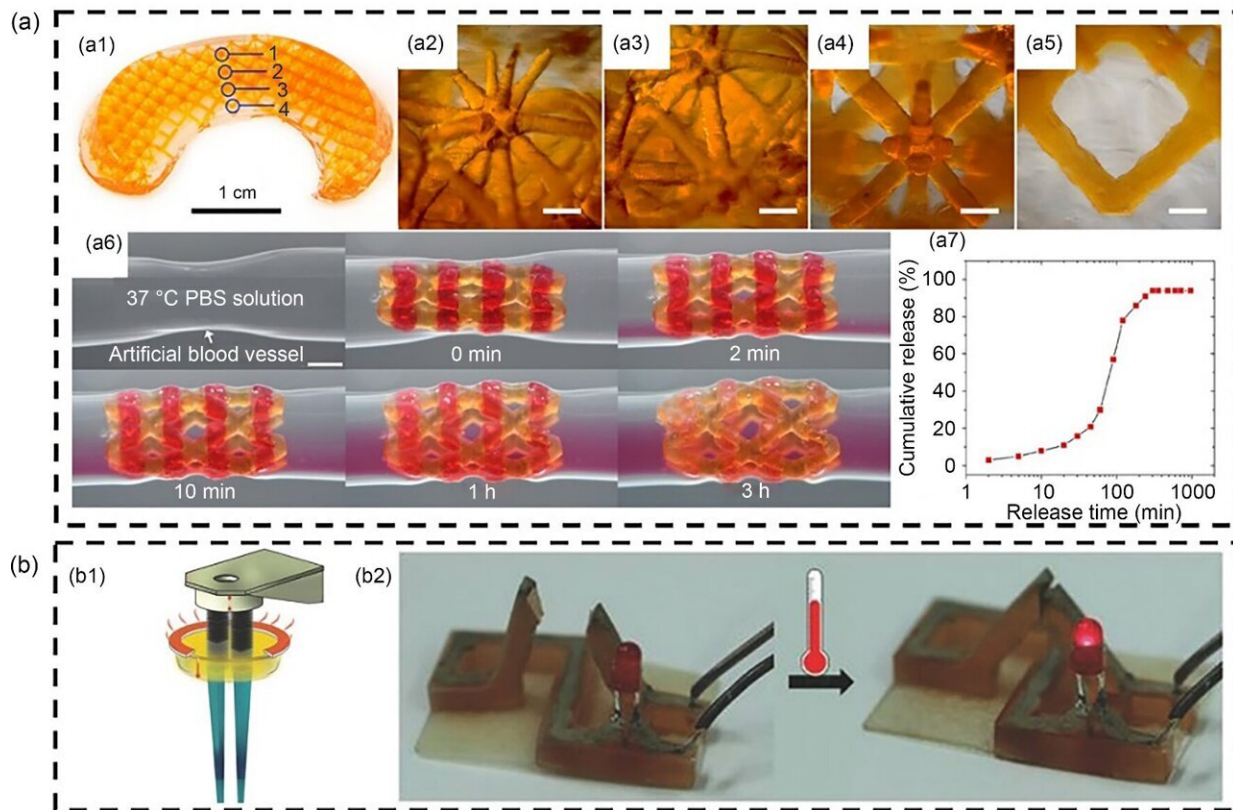 (a)
(a1)
1
2
3
4
1 cm
(a2)
(a3)
(a4)
(a5)
(a6)
37 °C PBS solution
Artificial blood vessel
0 min
2 min
10 min
1 h
3 h
(a7)
Cumulative release (%)
100
80
60
40
20
0
1
10
100
1000
Release time (min)
(b)
(b1)
(b2)